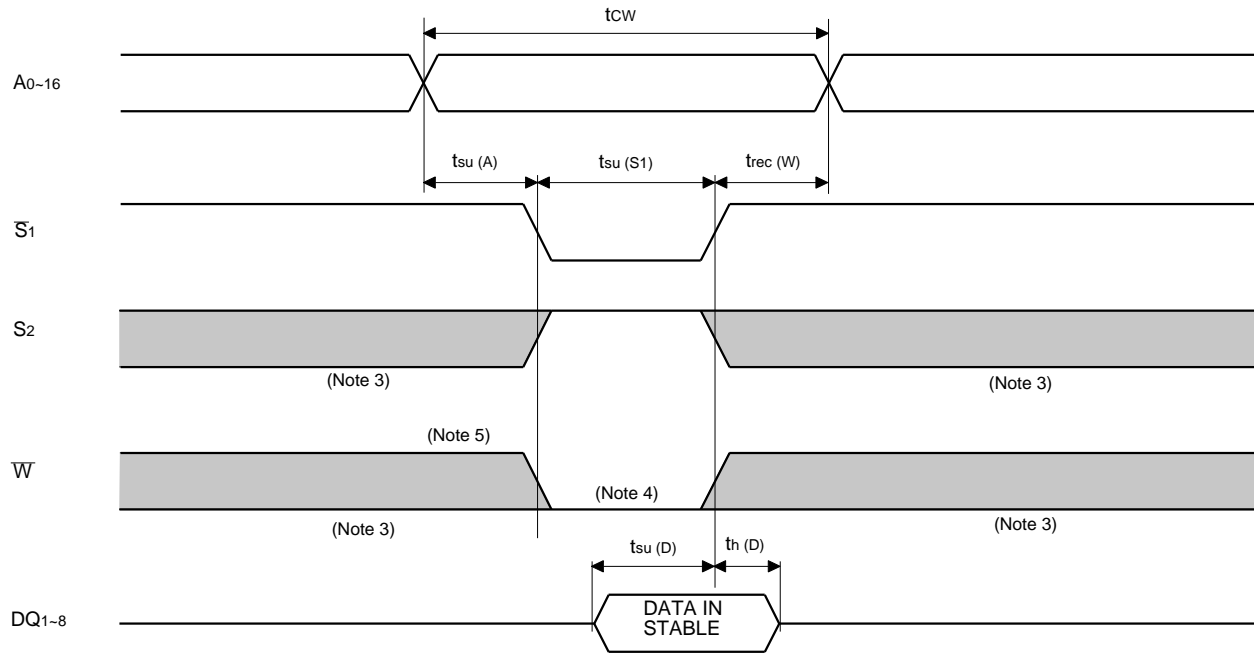 tCW
A0~16
tsu (A) tsu (S1) trec (W)
S̅1
S2
(Note 3) (Note 3)
(Note 5)
W̅
(Note 4)
(Note 3) (Note 3)
tsu (D) th (D)
DQ1~8
DATA IN
STABLE